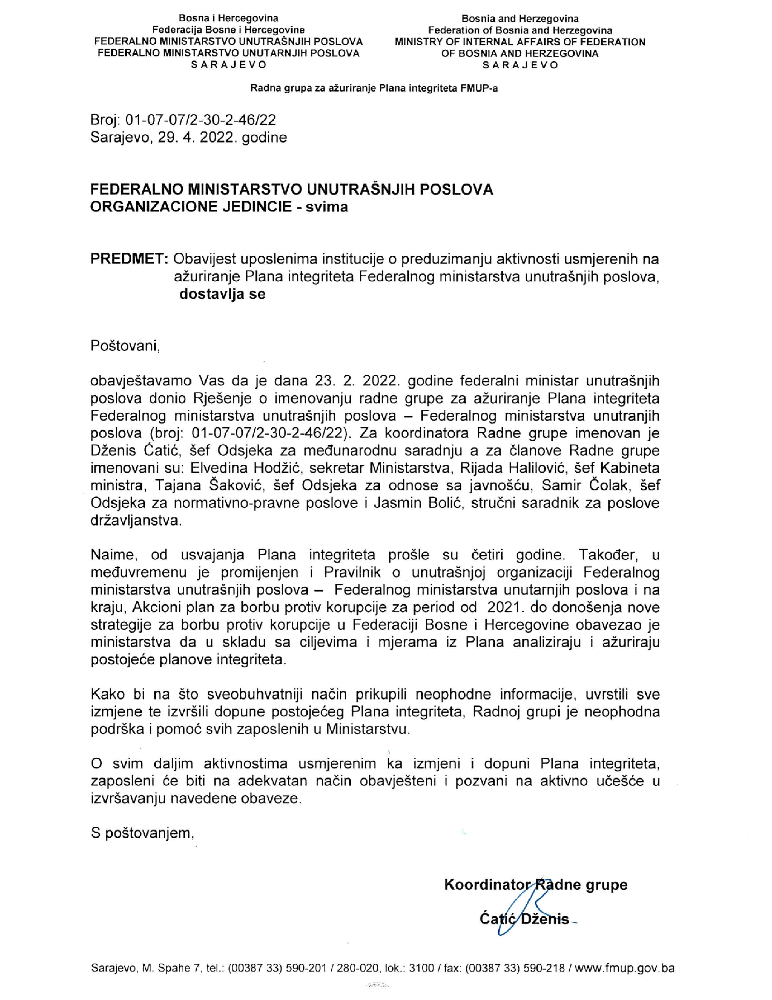 Bosna i Hercegovina
Federacija Bosne i Hercegovine
FEDERALNO MINISTARSTVO UNUTRAŠNJIH POSLOVA
FEDERALNO MINISTARSTVO UNUTARNJIH POSLOVA
SARAJEVO
Bosnia and Herzegovina
Federation of Bosnia and Herzegovina
MINISTRY OF INTERNAL AFFAIRS OF FEDERATION
OF BOSNIA AND HERZEGOVINA
SARAJEVO
Radna grupa za ažuriranje Plana integriteta FMUP-a
Broj: 01-07-07/2-30-2-46/22
Sarajevo, 29. 4. 2022. godine
FEDERALNO MINISTARSTVO UNUTRAŠNJIH POSLOVA
ORGANIZACIONE JEDINCIE - svima
PREDMET: Obavijest uposlenima institucije o preduzimanju aktivnosti usmjerenih na
ažuriranje Plana integriteta Federalnog ministarstva unutrašnjih poslova,
dostavlja se
Poštovani,
obavještavamo Vas da je dana 23. 2. 2022. godine federalni ministar unutrašnjih
poslova donio Rješenje o imenovanju radne grupe za ažuriranje Plana integriteta
Federalnog ministarstva unutrašnjih poslova – Federalnog ministarstva unutranjih
poslova (broj: 01-07-07/2-30-2-46/22). Za koordinatora Radne grupe imenovan je
Dženis Ćatić, šef Odsjeka za međunarodnu saradnju a za članove Radne grupe
imenovani su: Elvedina Hodžić, sekretar Ministarstva, Rijada Halilović, šef Kabineta
ministra, Tajana Šaković, šef Odsjeka za odnose sa javnošću, Samir Čolak, šef
Odsjeka za normativno-pravne poslove i Jasmin Bolić, stručni saradnik za poslove
državljanstva.
Naime, od usvajanja Plana integriteta prošle su četiri godine. Također, u
međuvremenu je promijenjen i Pravilnik o unutrašnjoj organizaciji Federalnog
ministarstva unutrašnjih poslova – Federalnog ministarstva unutarnjih poslova i na
kraju, Akcioni plan za borbu protiv korupcije za period od 2021. do donošenja nove
strategije za borbu protiv korupcije u Federaciji Bosne i Hercegovine obavezao je
ministarstva da u skladu sa ciljevima i mjerama iz Plana analiziraju i ažuriraju
postojeće planove integriteta.
Kako bi na što sveobuhvatniji način prikupili neophodne informacije, uvrstili sve
izmjene te izvršili dopune postojećeg Plana integriteta, Radnoj grupi je neophodna
podrška i pomoć svih zaposlenih u Ministarstvu.
O svim daljim aktivnostima usmjerenim ka izmjeni i dopuni Plana integriteta,
zaposleni će biti na adekvatan način obavješteni i pozvani na aktivno učešće u
izvršavanju navedene obaveze.
S poštovanjem,
Koordinator Radne grupe
Ćatić Dženis
Sarajevo, M. Spahe 7, tel.: (00387 33) 590-201 / 280-020, lok.: 3100 / fax: (00387 33) 590-218 / www.fmup.gov.ba